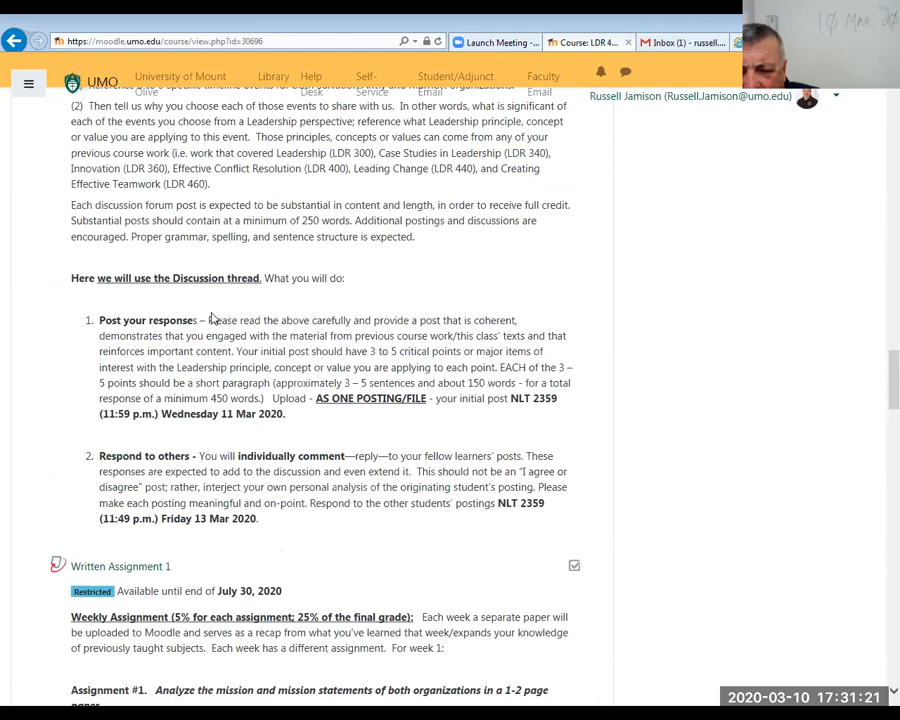 10 MAR '20
https://moodle.umo.edu/course/view.php?id=30696
Launch Meeting -...
Course: LDR 4...
Inbox (1) - russell....
UMO
University of Mount
Library
Help
Self-
Student/Adjunct
Faculty
Olive
Desk
Service
Email
Email
Russell Jamison (Russell.Jamison@umo.edu)
(2) Then tell us why you choose each of those events to share with us. In other words, what is significant
of each of the events you choose from a Leadership perspective; reference what Leadership principle, concept
or value you are applying to this event. Those principles, concepts or values can come from any of your
previous course work (i.e. work that covered Leadership (LDR 300), Case Studies in Leadership (LDR 340),
Innovation (LDR 360), Effective Conflict Resolution (LDR 400), Leading Change (LDR 440), and Creating
Effective Teamwork (LDR 460).
Each discussion forum post is expected to be substantial in content and length, in order to receive full credit.
Substantial posts should contain at a minimum of 250 words. Additional postings and discussions are
encouraged. Proper grammar, spelling, and sentence structure is expected.
Here we will use the Discussion thread. What you will do:
1. Post your responses – Please read the above carefully and provide a post that is coherent,
demonstrates that you engaged with the material from previous course work/this class' texts and that
reinforces important content. Your initial post should have 3 to 5 critical points or major items of
interest with the Leadership principle, concept or value you are applying to each point. EACH of the 3 –
5 points should be a short paragraph (approximately 3 – 5 sentences and about 150 words - for a total
response of a minimum 450 words.) Upload - AS ONE POSTING/FILE - your initial post NLT 2359
(11:59 p.m.) Wednesday 11 Mar 2020.
2. Respond to others - You will individually comment—reply—to your fellow learners' posts. These
responses are expected to add to the discussion and even extend it. This should not be an "I agree or
disagree" post; rather, interject your own personal analysis of the originating student's posting. Please
make each posting meaningful and on-point. Respond to the other students' postings NLT 2359
(11:49 p.m.) Friday 13 Mar 2020.
Written Assignment 1
Restricted Available until end of July 30, 2020
Weekly Assignment (5% for each assignment; 25% of the final grade): Each week a separate paper will
be uploaded to Moodle and serves as a recap from what you've learned that week/expands your knowledge
of previously taught subjects. Each week has a different assignment. For week 1:
Assignment #1. Analyze the mission and mission statements of both organizations in a 1-2 page
paper.
2020-03-10 17:31:21